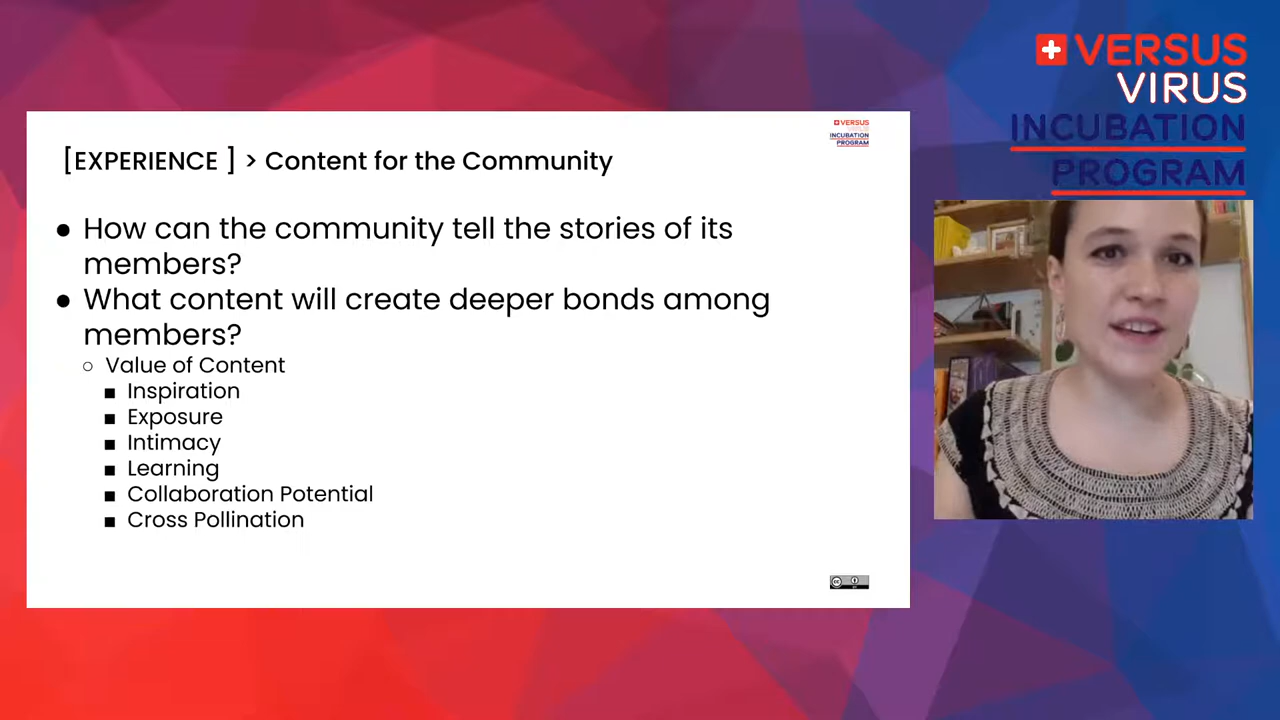 VERSUS
VIRUS
INCUBATION
PROGRAM
VERSUS
INCUBATION
PROGRAM
[EXPERIENCE ] > Content for the Community
● How can the community tell the stories of its
members?
● What content will create deeper bonds among
members?
○ Value of Content
■ Inspiration
■ Exposure
■ Intimacy
■ Learning
■ Collaboration Potential
■ Cross Pollination
cc